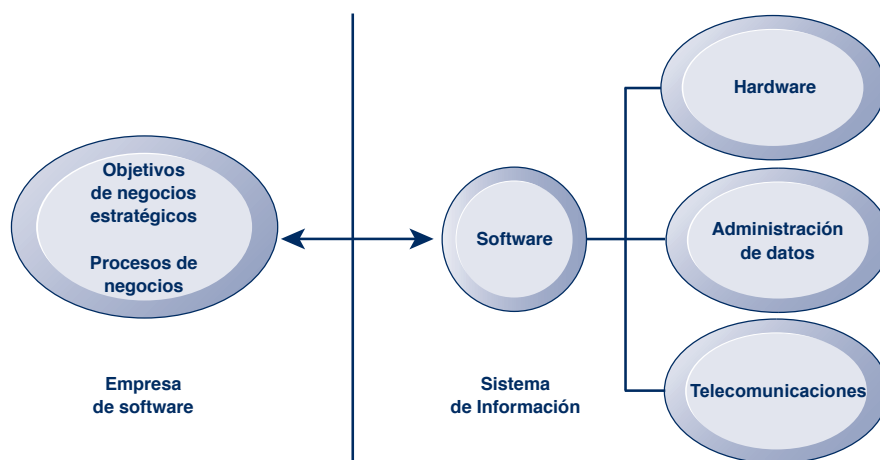 Objetivos
de negocios
estratégicos
Procesos de
negocios
Empresa
de software
Software
Sistema
de Información
Hardware
Administración
de datos
Telecomunicaciones